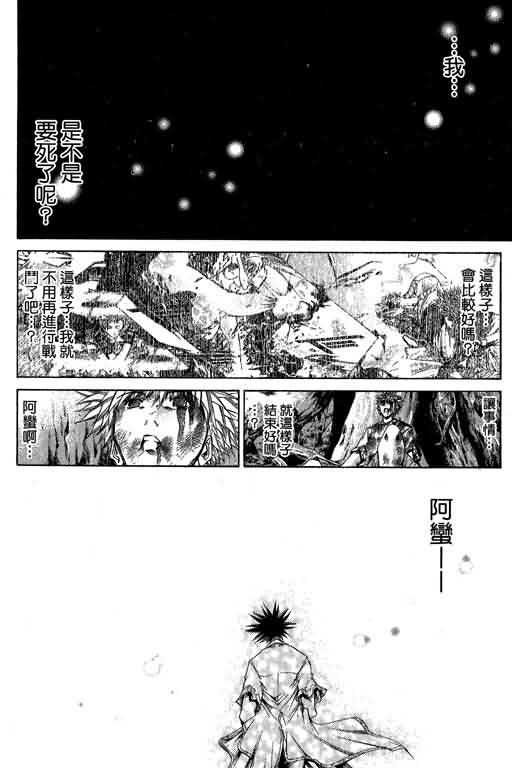 …我…
是不是
要死了呢？
這樣子…
會比較好嗎？
這樣子…我就
不用再進行戰
鬥了吧…？
讓事情…
就這樣子
結束好嗎
阿蠻啊…
阿蠻——